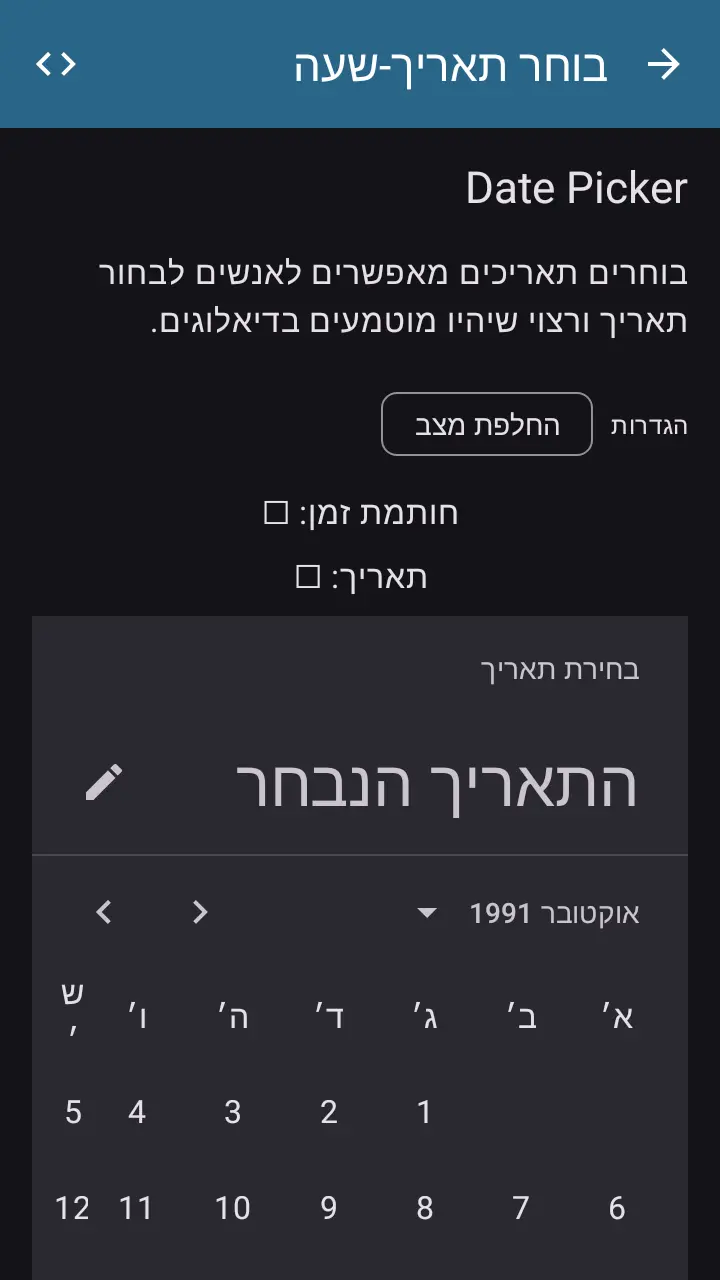 בוחר תאריך-שעה
Date Picker
בוחרים תאריכים מאפשרים לאנשים לבחור
תאריך ורצוי שיהיו מוטמעים בדיאלוגים.
הגדרות החלפת מצב
חותמת זמן: ☐
תאריך: ☐
בחירת תאריך
התאריך הנבחר
אוקטובר 1991
א׳ ב׳ ג׳ ד׳ ה׳ ו׳ ש׳
1 2 3 4 5
6 7 8 9 10 11 12